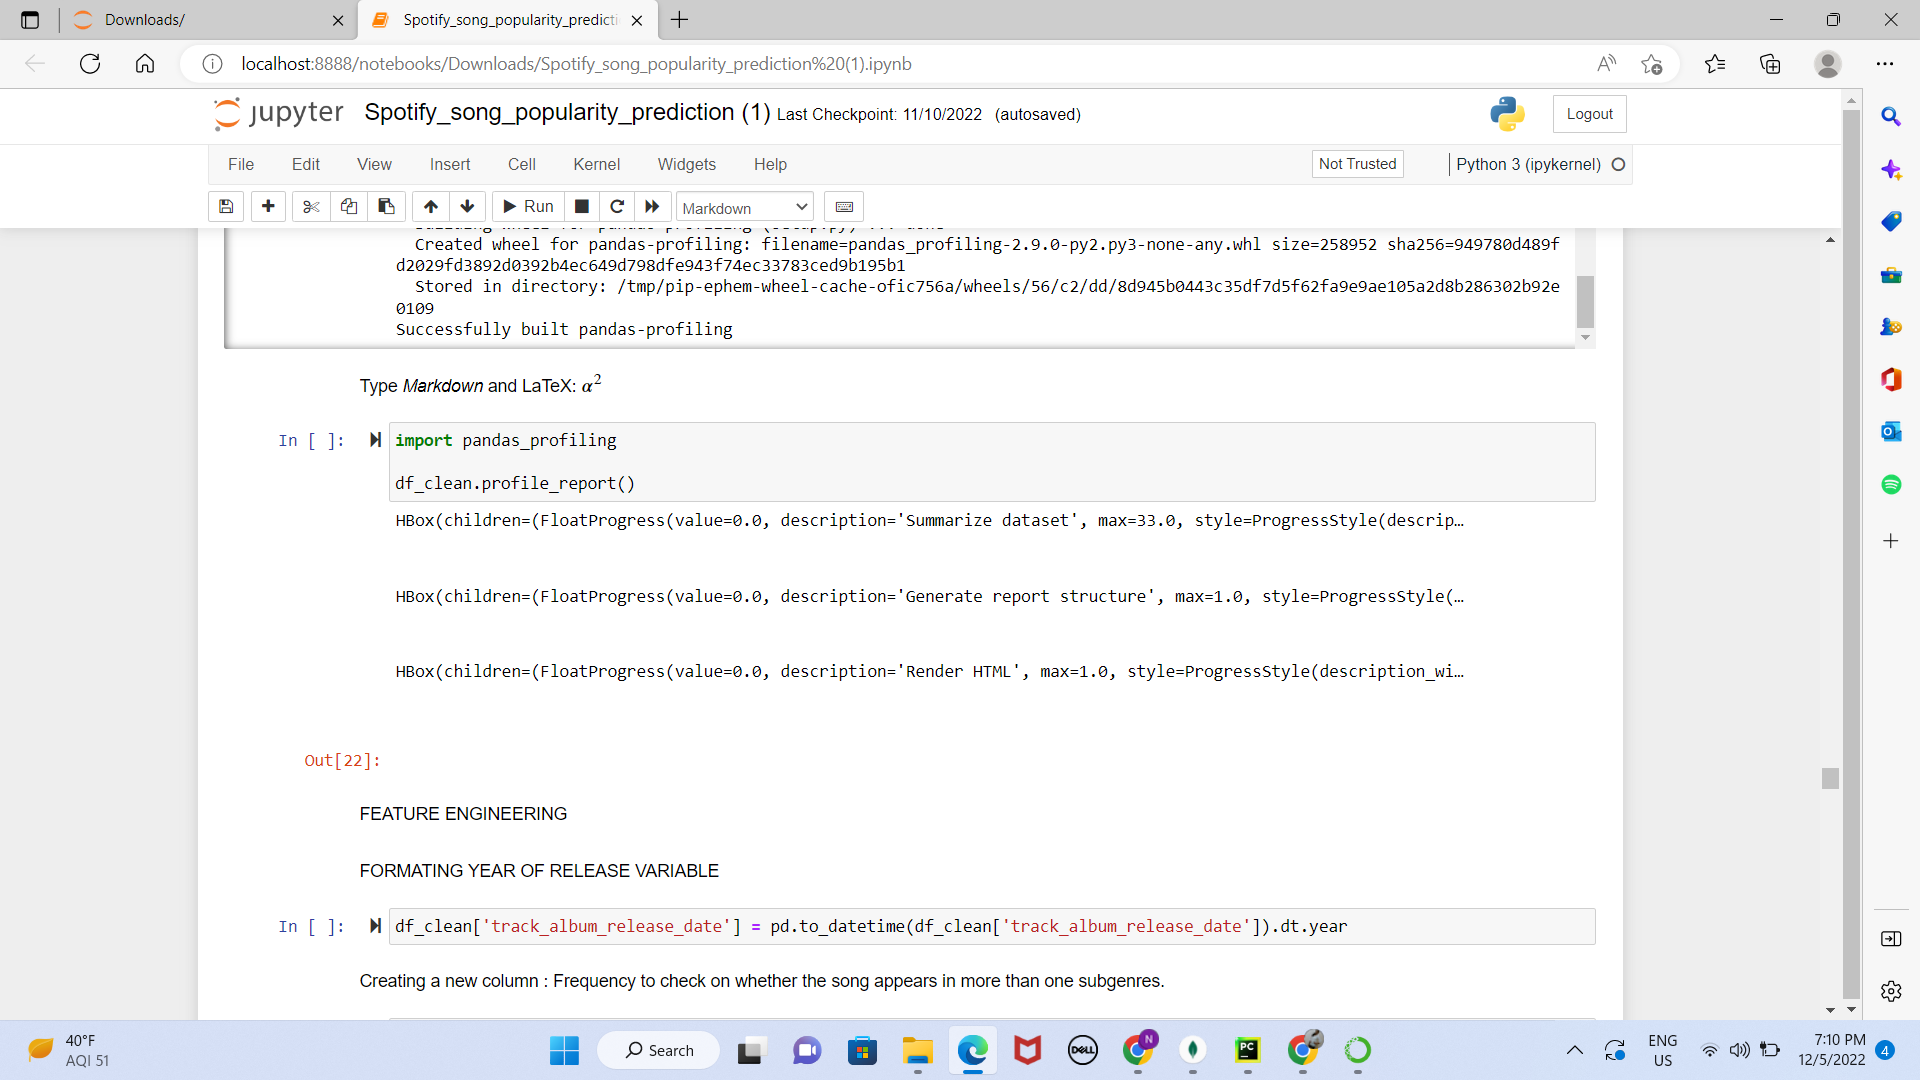 Downloads/
Spotify_song_popularity_predicti
localhost:8888/notebooks/Downloads/Spotify_song_popularity_prediction%20(1).ipynb
jupyter Spotify_song_popularity_prediction (1) Last Checkpoint: 11/10/2022 (autosaved)
Logout
File Edit View Insert Cell Kernel Widgets Help
Not Trusted
Python 3 (ipykernel)
Run
Markdown
Created wheel for pandas-profiling: filename=pandas_profiling-2.9.0-py2.py3-none-any.whl size=258952 sha256=949780d489f
d2029fd3892d0392b4ec649d798dfe943f74ec33783ced9b195b1
Stored in directory: /tmp/pip-ephem-wheel-cache-ofic756a/wheels/56/c2/dd/8d945b0443c35df7d5f62fa9e9ae105a2d8b286302b92e
0109
Successfully built pandas-profiling
Type Markdown and LaTeX: α²
In [ ]: import pandas_profiling
df_clean.profile_report()
HBox(children=(FloatProgress(value=0.0, description='Summarize dataset', max=33.0, style=ProgressStyle(descrip…
HBox(children=(FloatProgress(value=0.0, description='Generate report structure', max=1.0, style=ProgressStyle(…
HBox(children=(FloatProgress(value=0.0, description='Render HTML', max=1.0, style=ProgressStyle(description_wi…
Out[22]:
FEATURE ENGINEERING
FORMATING YEAR OF RELEASE VARIABLE
In [ ]: df_clean['track_album_release_date'] = pd.to_datetime(df_clean['track_album_release_date']).dt.year
Creating a new column : Frequency to check on whether the song appears in more than one subgenres.
40°F
AQI 51
Search
DELL
N
PC
ENG
US
7:10 PM
12/5/2022
4